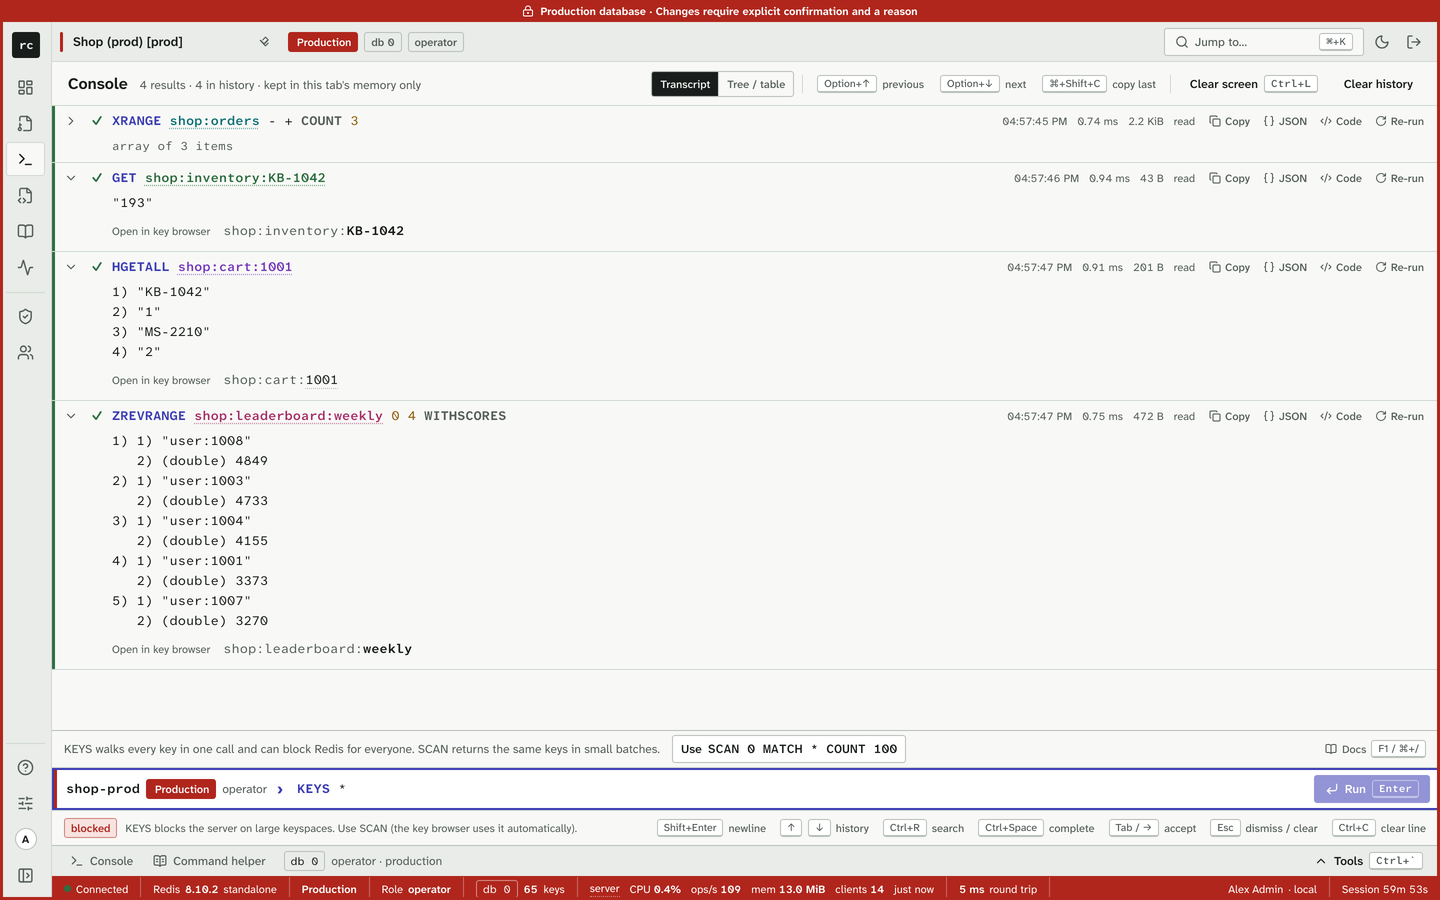 Production database · Changes require explicit confirmation and a reason
rc
Shop (prod) [prod]
Production
db 0
operator
Jump to...
⌘+K
Console
4 results · 4 in history · kept in this tab's memory only
Transcript
Tree / table
Option+↑ previous
Option+↓ next
⌘+Shift+C copy last
Clear screen Ctrl+L
Clear history
XRANGE shop:orders - + COUNT 3
04:57:45 PM 0.74 ms 2.2 KiB read Copy {} JSON </> Code Re-run
array of 3 items
GET shop:inventory:KB-1042
04:57:46 PM 0.94 ms 43 B read Copy {} JSON </> Code Re-run
"193"
Open in key browser shop:inventory:KB-1042
HGETALL shop:cart:1001
04:57:47 PM 0.91 ms 201 B read Copy {} JSON </> Code Re-run
1) "KB-1042"
2) "1"
3) "MS-2210"
4) "2"
Open in key browser shop:cart:1001
ZREVRANGE shop:leaderboard:weekly 0 4 WITHSCORES
04:57:47 PM 0.75 ms 472 B read Copy {} JSON </> Code Re-run
1) 1) "user:1008"
2) (double) 4849
2) 1) "user:1003"
2) (double) 4733
3) 1) "user:1004"
2) (double) 4155
4) 1) "user:1001"
2) (double) 3373
5) 1) "user:1007"
2) (double) 3270
Open in key browser shop:leaderboard:weekly
KEYS walks every key in one call and can block Redis for everyone. SCAN returns the same keys in small batches.
Use SCAN 0 MATCH * COUNT 100
Docs F1 / ⌘+/
shop-prod Production operator › KEYS *
Run Enter
blocked KEYS blocks the server on large keyspaces. Use SCAN (the key browser uses it automatically).
Shift+Enter newline ↑ ↓ history Ctrl+R search Ctrl+Space complete Tab / → accept Esc dismiss / clear Ctrl+C clear line
A
Console Command helper db 0 operator · production
Tools Ctrl+`
Connected Redis 8.10.2 standalone Production Role operator db 0 65 keys server CPU 0.4% ops/s 109 mem 13.0 MiB clients 14 just now 5 ms round trip
Alex Admin · local Session 59m 53s